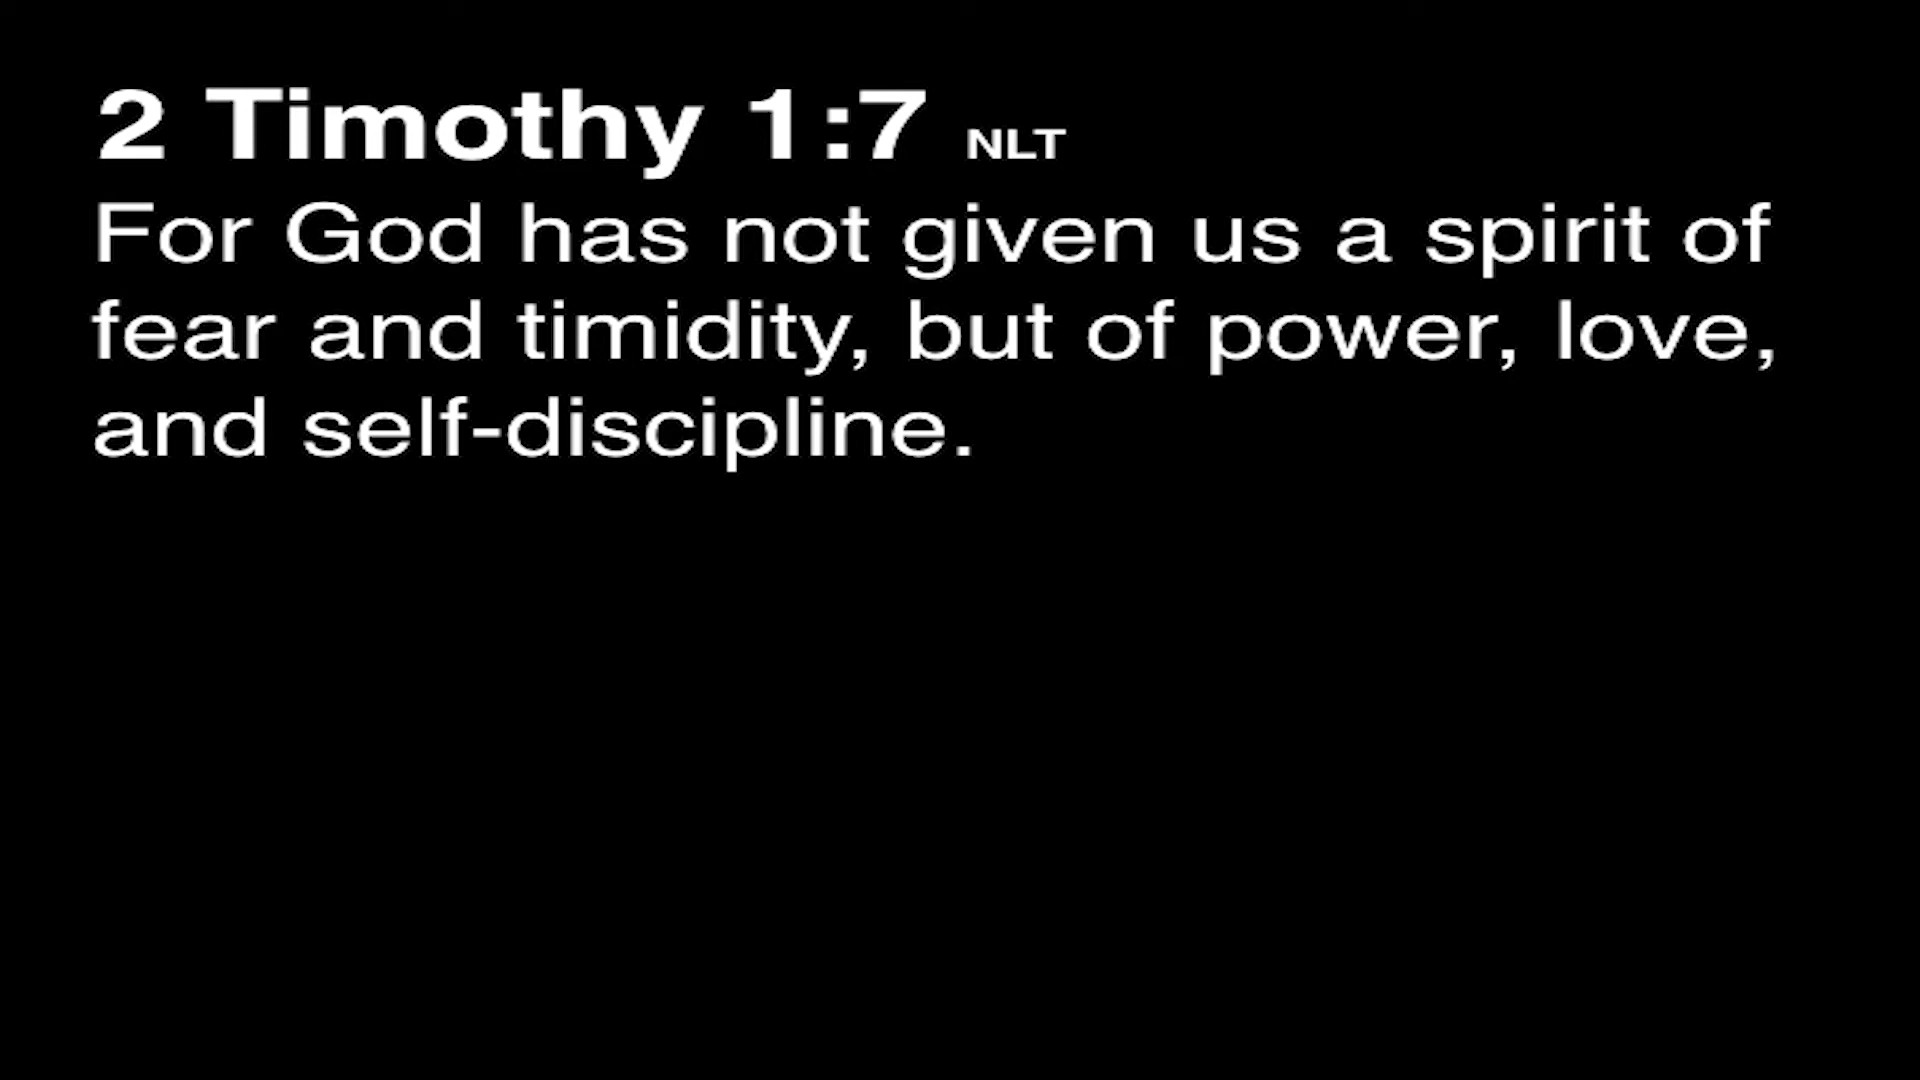 2 Timothy 1:7 NLT
For God has not given us a spirit of
fear and timidity, but of power, love,
and self-discipline.